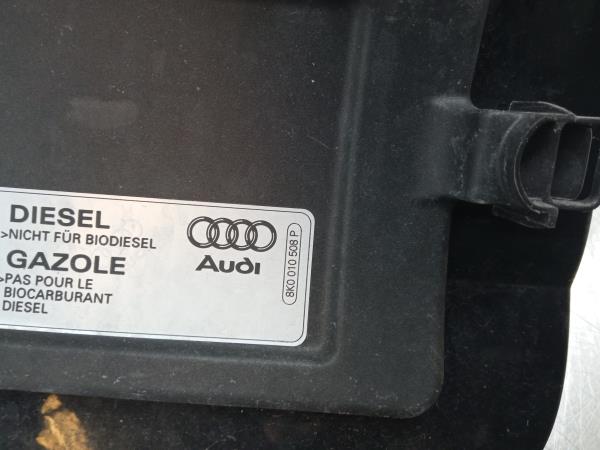 DIESEL
>NICHT FÜR BIODIESEL
GAZOLE
>PAS POUR LE
BIOCARBURANT
DIESEL
Audi
8K0 010 508 P